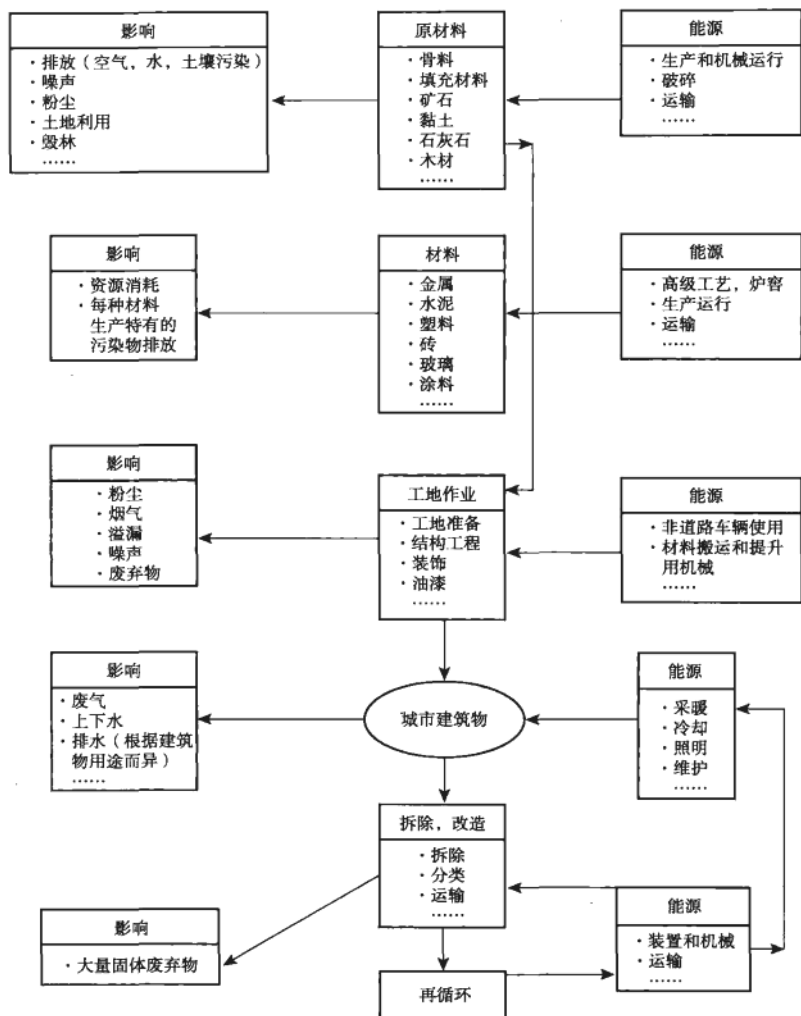 影响
· 排放（空气，水，土壤污染）
· 噪声
· 粉尘
· 土地利用
· 毁林
……
原材料
· 骨料
· 填充材料
· 矿石
· 黏土
· 石灰石
· 木材
……
能源
· 生产和机械运行
· 破碎
· 运输
……
影响
· 资源消耗
· 每种材料
生产特有的
污染物排放
材料
· 金属
· 水泥
· 塑料
· 砖
· 玻璃
· 涂料
……
能源
· 高级工艺，炉窑
· 生产运行
· 运输
……
影响
· 粉尘
· 烟气
· 溢漏
· 噪声
· 废弃物
工地作业
· 工地准备
· 结构工程
· 装饰
· 油漆
……
能源
· 非道路车辆使用
· 材料搬运和提升
用机械
……
影响
· 废气
· 上下水
· 排水（根据建筑
物用途而异）
……
城市建筑物
能源
· 采暖
· 冷却
· 照明
· 维护
……
拆除，改造
· 拆除
· 分类
· 运输
……
影响
· 大量固体废弃物
再循环
能源
· 装置和机械
· 运输
……